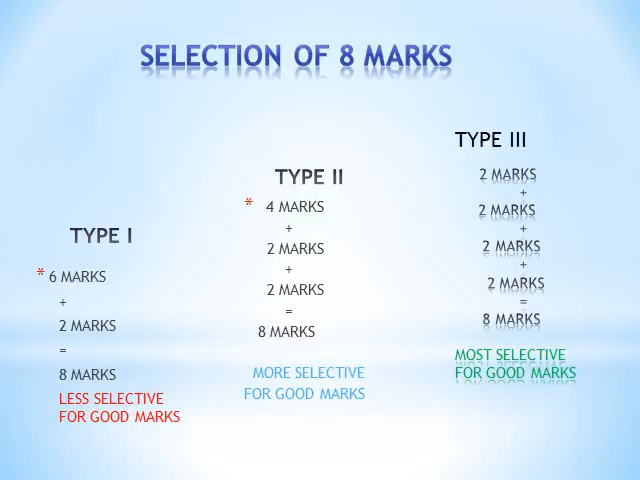 SELECTION OF 8 MARKS
TYPE I
* 6 MARKS
+
2 MARKS
=
8 MARKS
LESS SELECTIVE
FOR GOOD MARKS
TYPE II
* 4 MARKS
+
2 MARKS
+
2 MARKS
=
8 MARKS
MORE SELECTIVE
FOR GOOD MARKS
TYPE III
2 MARKS
+
2 MARKS
+
2 MARKS
+
2 MARKS
=
8 MARKS
MOST SELECTIVE
FOR GOOD MARKS